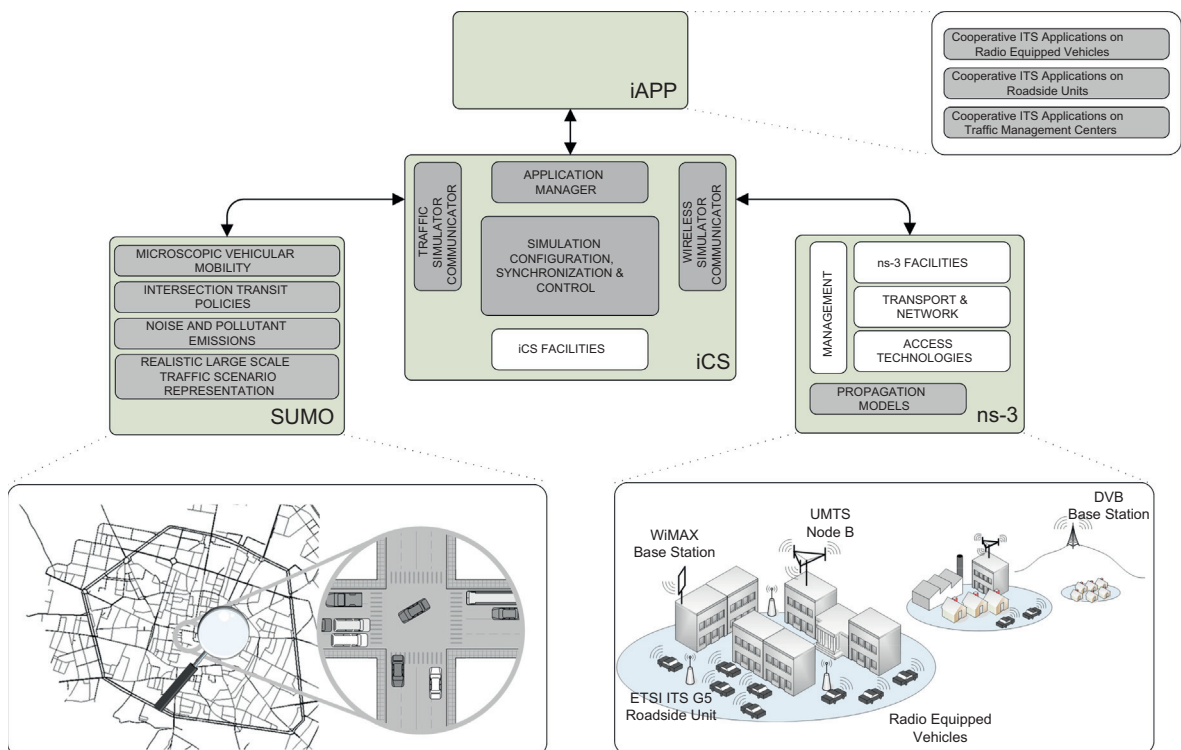 iAPP
Cooperative ITS Applications on
Radio Equipped Vehicles
Cooperative ITS Applications on
Roadside Units
Cooperative ITS Applications on
Traffic Management Centers
TRAFFIC
SIMULATOR
COMMUNICATOR
APPLICATION
MANAGER
SIMULATION
CONFIGURATION,
SYNCHRONIZATION &
CONTROL
WIRELESS
SIMULATOR
COMMUNICATOR
iCS FACILITIES
iCS
MICROSCOPIC VEHICULAR
MOBILITY
INTERSECTION TRANSIT
POLICIES
NOISE AND POLLUTANT
EMISSIONS
REALISTIC LARGE SCALE
TRAFFIC SCENARIO
REPRESENTATION
SUMO
MANAGEMENT
ns-3 FACILITIES
TRANSPORT &
NETWORK
ACCESS
TECHNOLOGIES
PROPAGATION
MODELS
ns-3
WiMAX
Base Station
UMTS
Node B
DVB
Base Station
ETSI ITS G5
Roadside Unit
Radio Equipped
Vehicles